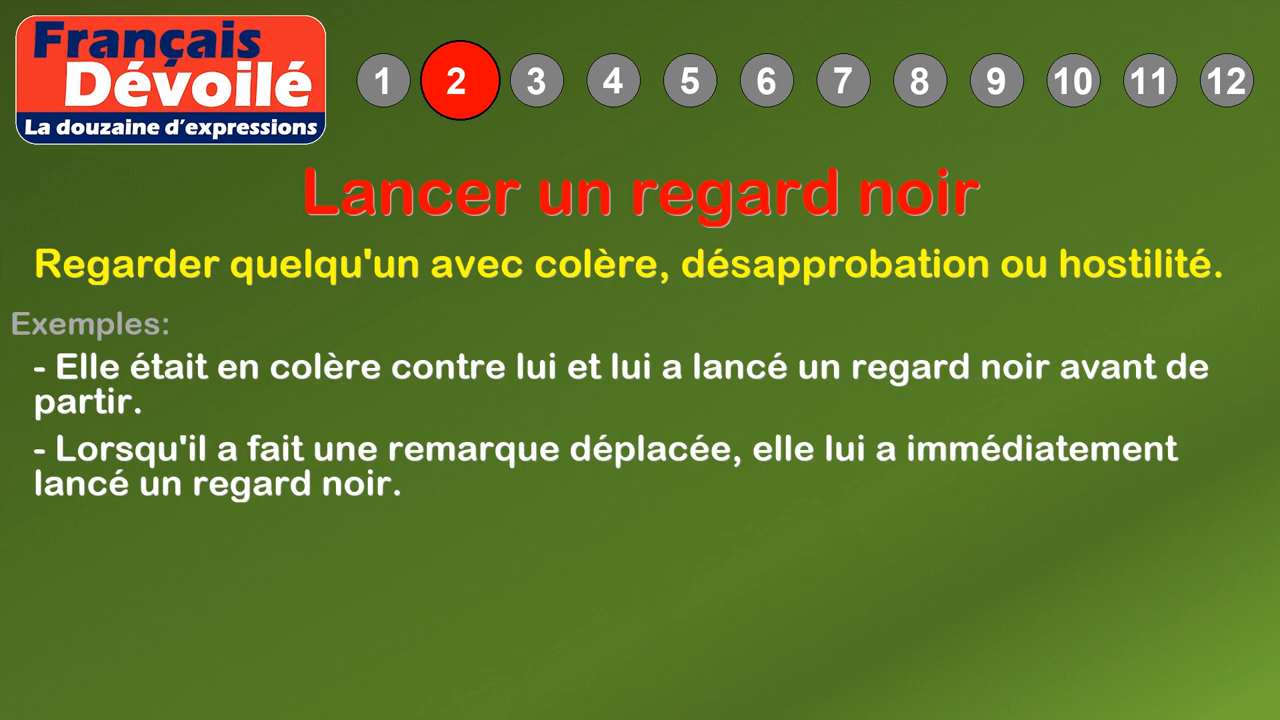 Français
Dévoilé
La douzaine d'expressions
1 2 3 4 5 6 7 8 9 10 11 12
Lancer un regard noir
Regarder quelqu'un avec colère, désapprobation ou hostilité.
Exemples:
- Elle était en colère contre lui et lui a lancé un regard noir avant de
partir.
- Lorsqu'il a fait une remarque déplacée, elle lui a immédiatement
lancé un regard noir.